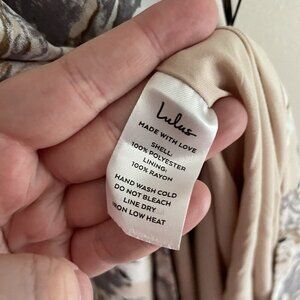 Lulus
MADE WITH LOVE
SHELL:
100% POLYESTER
LINING:
100% RAYON
HAND WASH COLD
DO NOT BLEACH
LINE DRY
IRON LOW HEAT